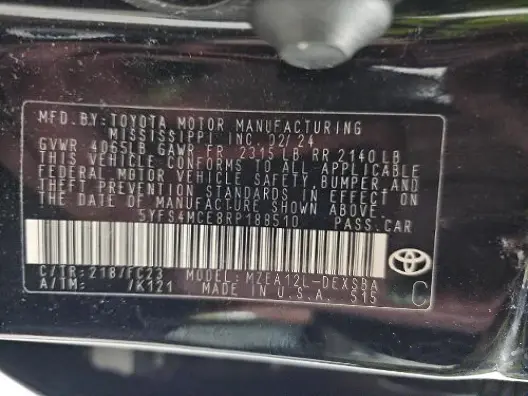 MFD.BY:TOYOTA MOTOR MANUFACTURING
MISSISSIPPI, INC. 02/24
GVWR 4065LB GAWR FR 2315LB RR 2140LB
THIS VEHICLE CONFORMS TO ALL APPLICABLE
FEDERAL MOTOR VEHICLE SAFETY,BUMPER,AND
THEFT PREVENTION STANDARDS IN EFFECT ON
THE DATE OF MANUFACTURE SHOWN ABOVE.
5YFS4MCE8RP188510 PASS.CAR
C/TR:218/FC23 MODEL:MZEA12L-DEXSBA
A/TM: /K121 MADE IN U.S.A. 515
C